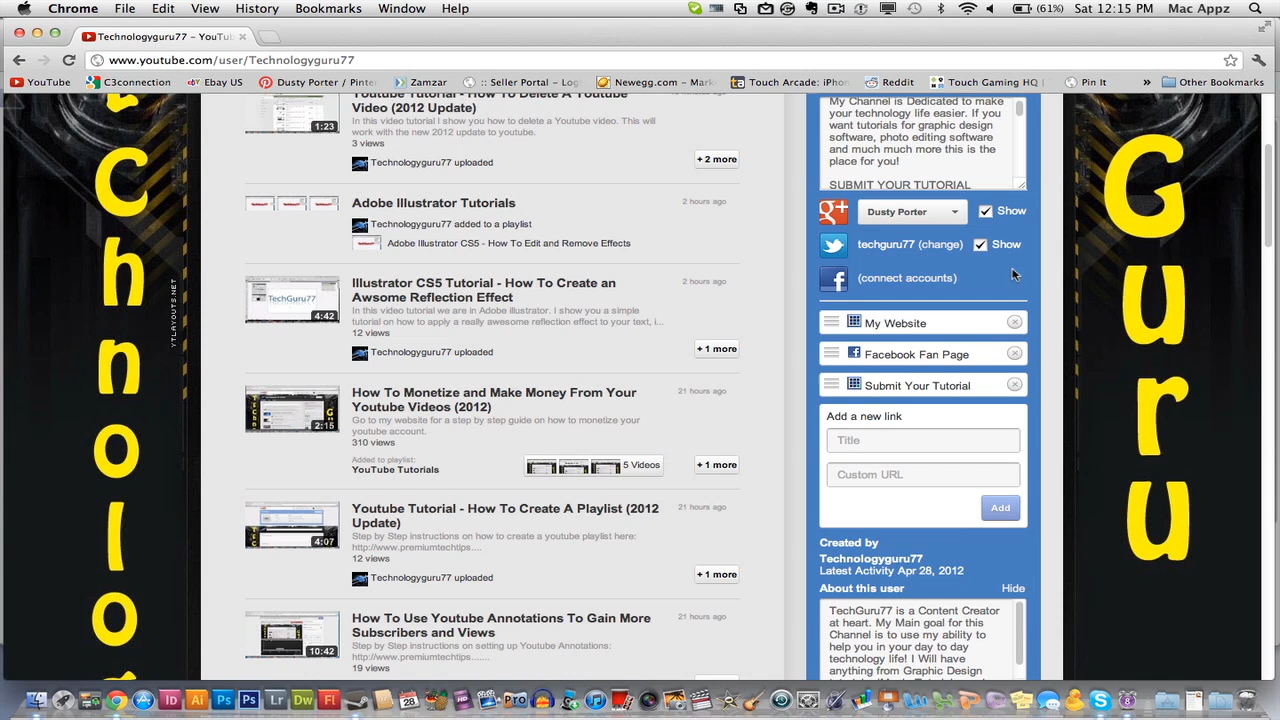 Chrome File Edit View History Bookmarks Window Help (61%) Sat 12:15 PM Mac Appz
Technologyguru77 – YouTub
www.youtube.com/user/Technologyguru77
YouTube C3connection Ebay US Dusty Porter / Pinterest Zamzar :: Seller Portal – Log Newegg.com – Mark Touch Arcade: iPhon Reddit Touch Gaming HQ | Pin It » Other Bookmarks
Youtube Tutorial - How To Delete A Youtube
Video (2012 Update)
In this video tutorial I show you how to delete a Youtube video. This will
work with the new 2012 update to youtube.
3 views
1:23
Technologyguru77 uploaded
+ 2 more
Adobe Illustrator Tutorials
2 hours ago
Technologyguru77 added to a playlist
Adobe Illustrator CS5 - How To Edit and Remove Effects
Illustrator CS5 Tutorial - How To Create an
Awsome Reflection Effect
2 hours ago
TechGuru77
4:42
In this video tutorial we are in Adobe illustrator. I show you a simple
tutorial on how to apply a really awesome reflection effect to your text, i...
12 views
Technologyguru77 uploaded
+ 1 more
How To Monetize and Make Money From Your
Youtube Videos (2012)
21 hours ago
2:15
Go to my website for a step by step guide on how to monetize your
youtube account.
310 views
Added to playlist:
YouTube Tutorials
5 Videos
+ 1 more
Youtube Tutorial - How To Create A Playlist (2012
Update)
21 hours ago
4:07
Step by Step instructions on how to create a youtube playlist here:
http://www.premiumtechtips....
12 views
Technologyguru77 uploaded
+ 1 more
How To Use Youtube Annotations To Gain More
Subscribers and Views
21 hours ago
10:42
Step by Step instructions on setting up Youtube Annotations:
http://www.premiumtechtips.......
19 views
My Channel is Dedicated to make
your technology life easier. If you
want tutorials for graphic design
software, photo editing software
and much much more this is the
place for you!
SUBMIT YOUR TUTORIAL
Dusty Porter Show
techguru77 (change) Show
(connect accounts)
My Website
Facebook Fan Page
Submit Your Tutorial
Add a new link
Title
Custom URL
Add
Created by
Technologyguru77
Latest Activity Apr 28, 2012
About this user Hide
TechGuru77 is a Content Creator
at heart. My Main goal for this
Channel is to use my ability to
help you in your day to day
technology life! I Will have
anything from Graphic Design
Chnolo
YTLAYOUTS.NET
Guru
28 Id Ai Ps Ps Lr Dw Fl PRO HD